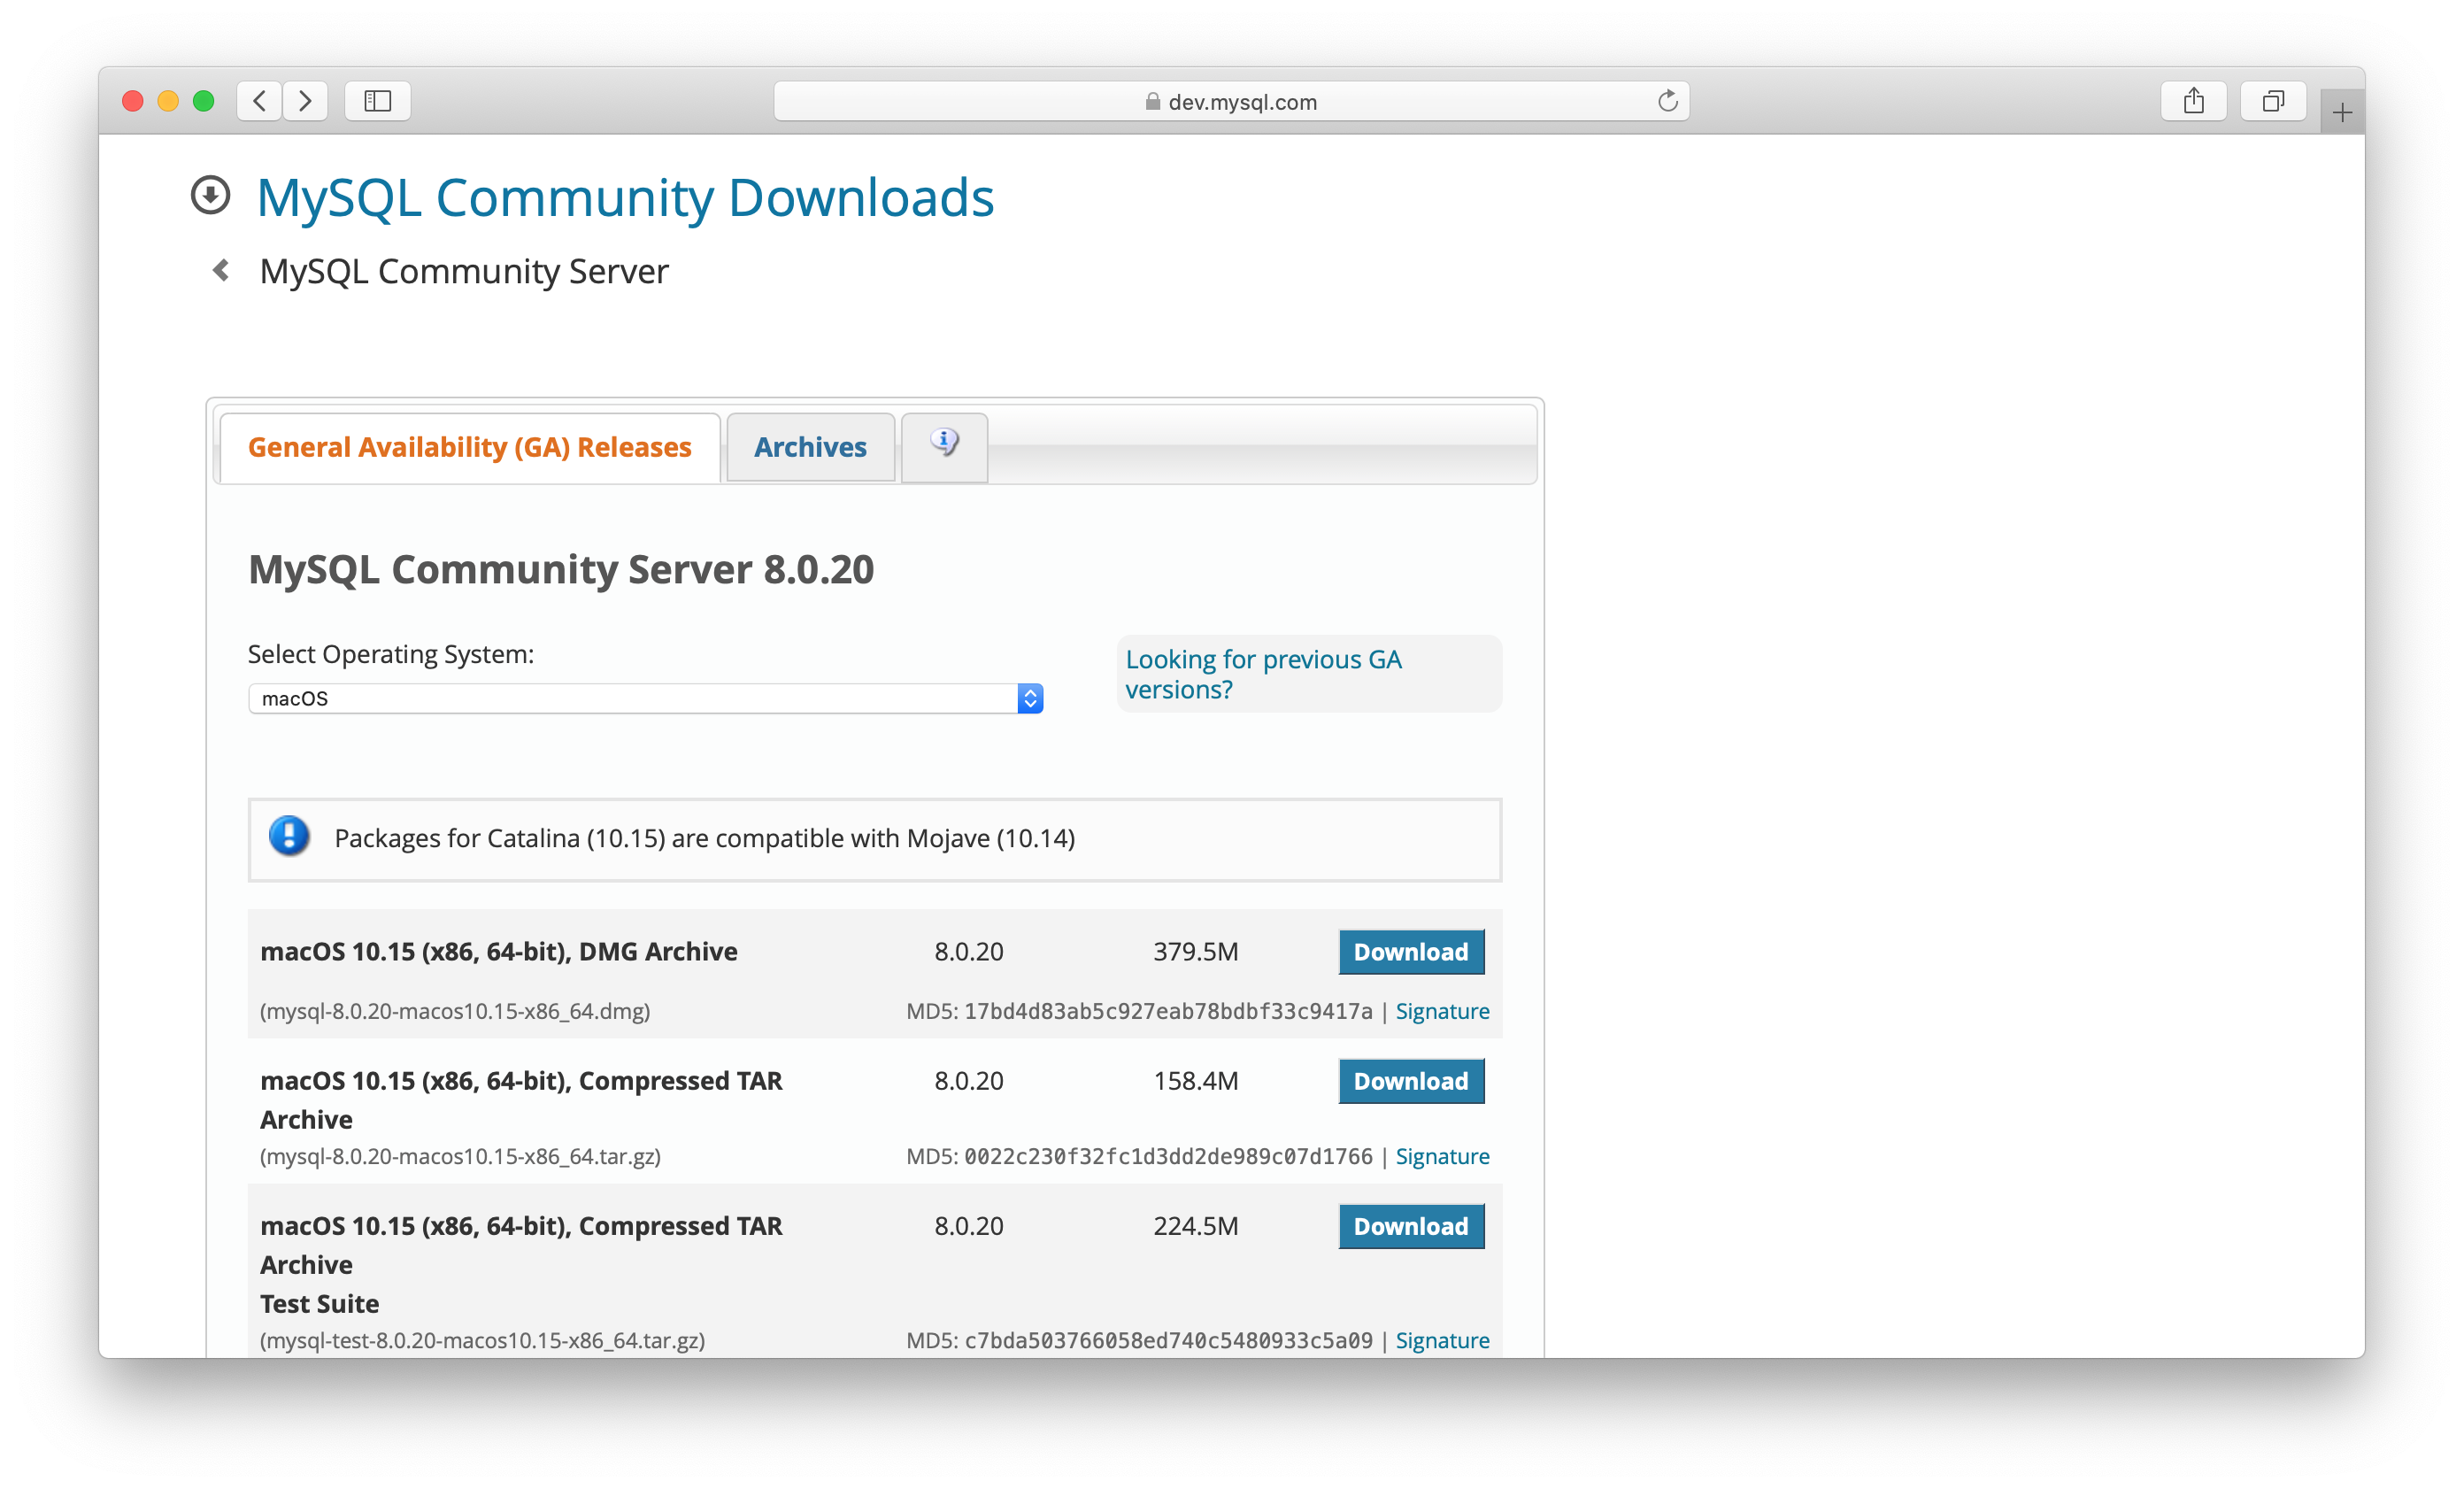 dev.mysql.com
MySQL Community Downloads
MySQL Community Server
General Availability (GA) Releases
Archives
MySQL Community Server 8.0.20
Select Operating System:
macOS
Looking for previous GA
versions?
Packages for Catalina (10.15) are compatible with Mojave (10.14)
macOS 10.15 (x86, 64-bit), DMG Archive 8.0.20 379.5M Download
(mysql-8.0.20-macos10.15-x86_64.dmg) MD5: 17bd4d83ab5c927eab78bdbf33c9417a | Signature
macOS 10.15 (x86, 64-bit), Compressed TAR 8.0.20 158.4M Download
Archive
(mysql-8.0.20-macos10.15-x86_64.tar.gz) MD5: 0022c230f32fc1d3dd2de989c07d1766 | Signature
macOS 10.15 (x86, 64-bit), Compressed TAR 8.0.20 224.5M Download
Archive
Test Suite
(mysql-test-8.0.20-macos10.15-x86_64.tar.gz) MD5: c7bda503766058ed740c5480933c5a09 | Signature